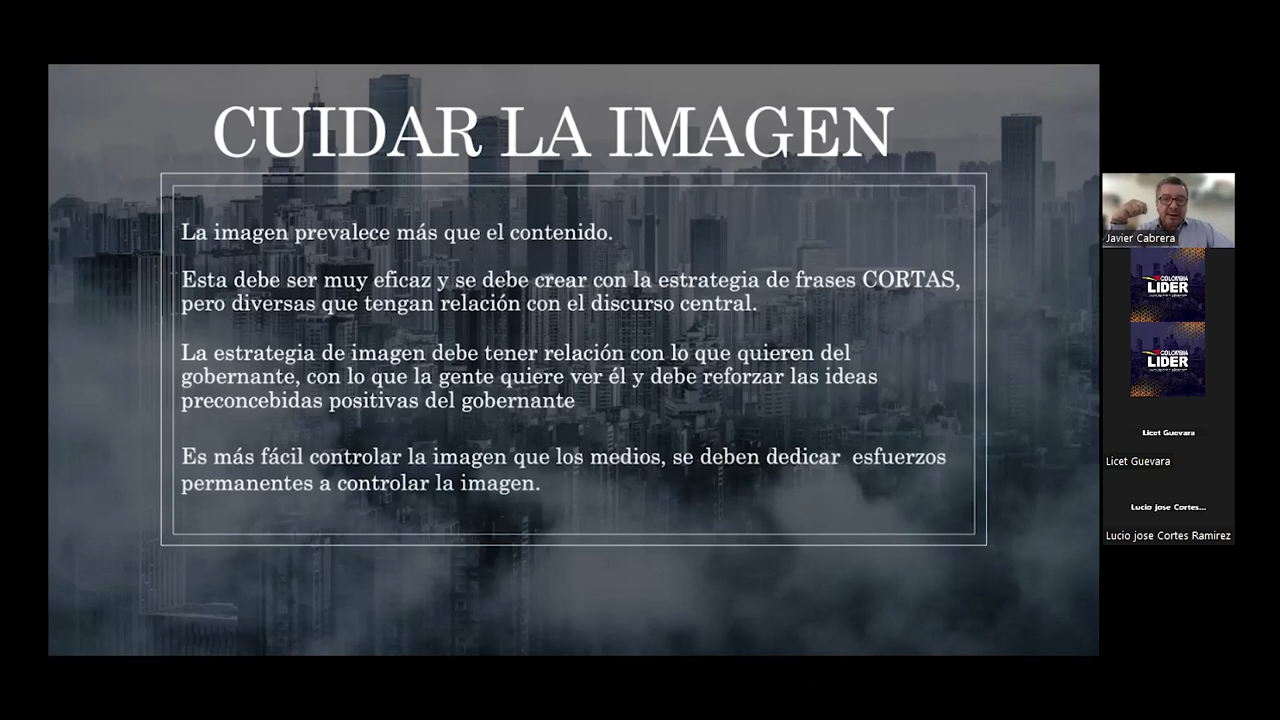 CUIDAR LA IMAGEN
La imagen prevalece más que el contenido.
Esta debe ser muy eficaz y se debe crear con la estrategia de frases CORTAS,
pero diversas que tengan relación con el discurso central.
La estrategia de imagen debe tener relación con lo que quieren del
gobernante, con lo que la gente quiere ver él y debe reforzar las ideas
preconcebidas positivas del gobernante
Es más fácil controlar la imagen que los medios, se deben dedicar esfuerzos
permanentes a controlar la imagen.
Javier Cabrera
COLOMBIA
LIDER
COLOMBIA
LIDER
Licet Guevara
Licet Guevara
Lucio jose Cortes...
Lucio jose Cortes Ramirez